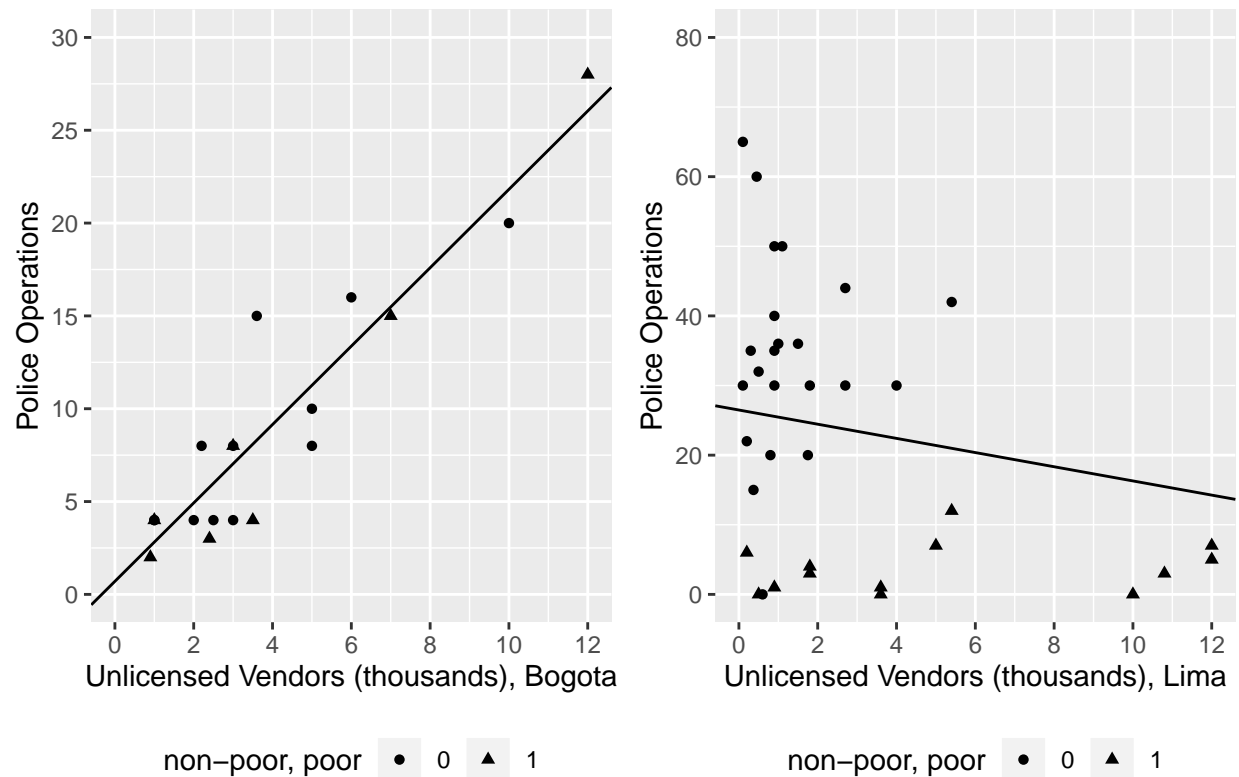 30
25
20
15
10
5
0
Police Operations
0 2 4 6 8 10 12
Unlicensed Vendors (thousands), Bogota
non−poor, poor 0 1
80
60
40
20
0
Police Operations
0 2 4 6 8 10 12
Unlicensed Vendors (thousands), Lima
non−poor, poor 0 1